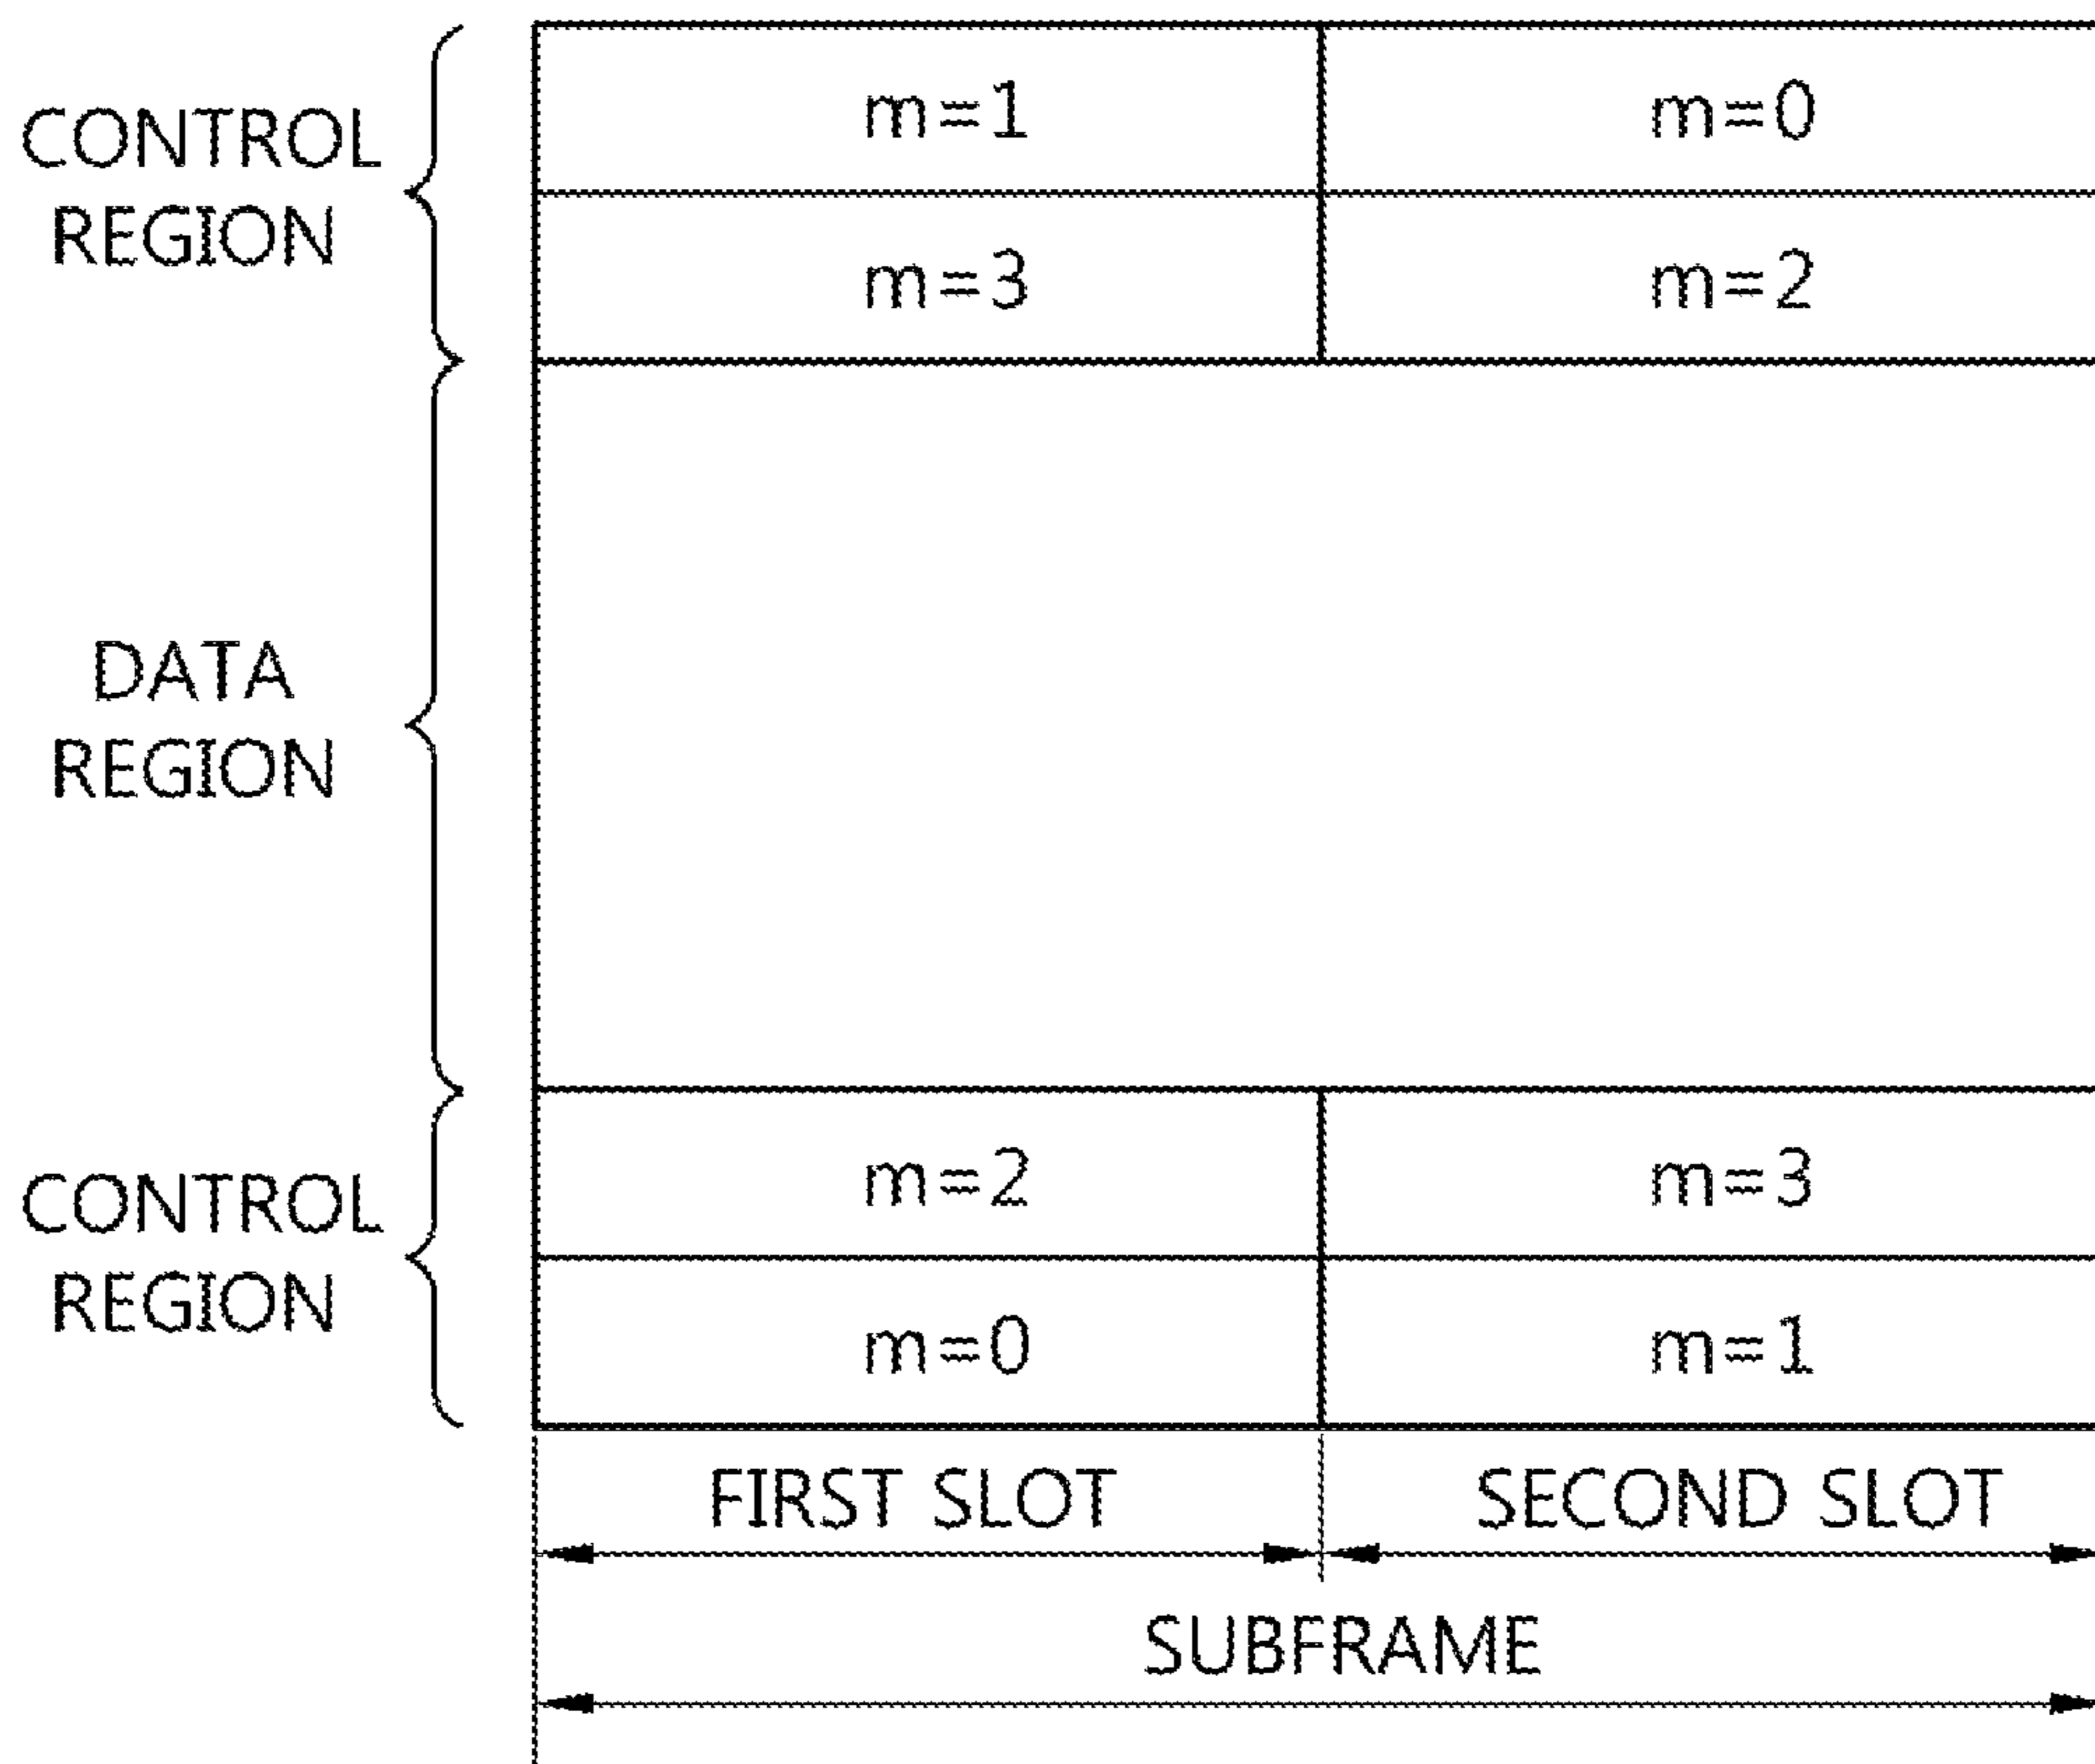 CONTROL
REGION
m=1
m=0
m=3
m=2
DATA
REGION
CONTROL
REGION
m=2
m=3
m=0
m=1
FIRST SLOT
SECOND SLOT
SUBFRAME